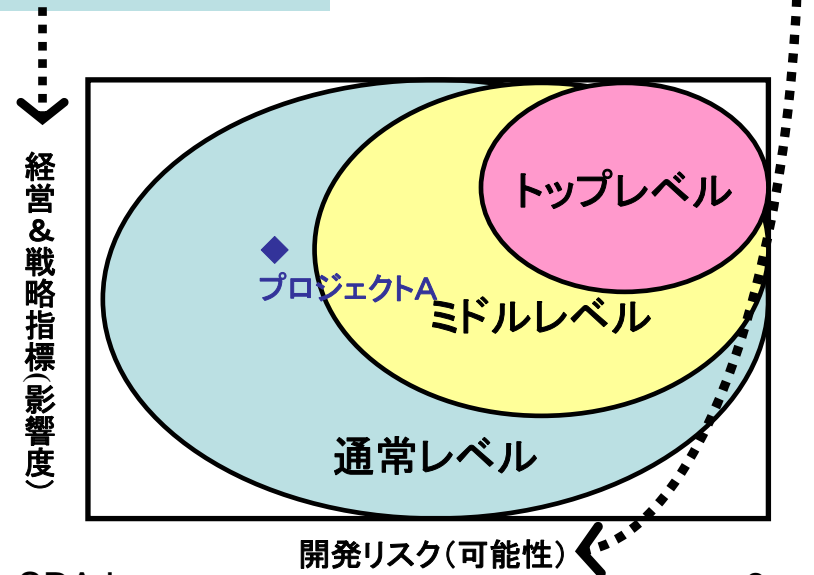 経営＆戦略指標（影響度）
トップレベル
プロジェクトA
ミドルレベル
通常レベル
開発リスク（可能性）